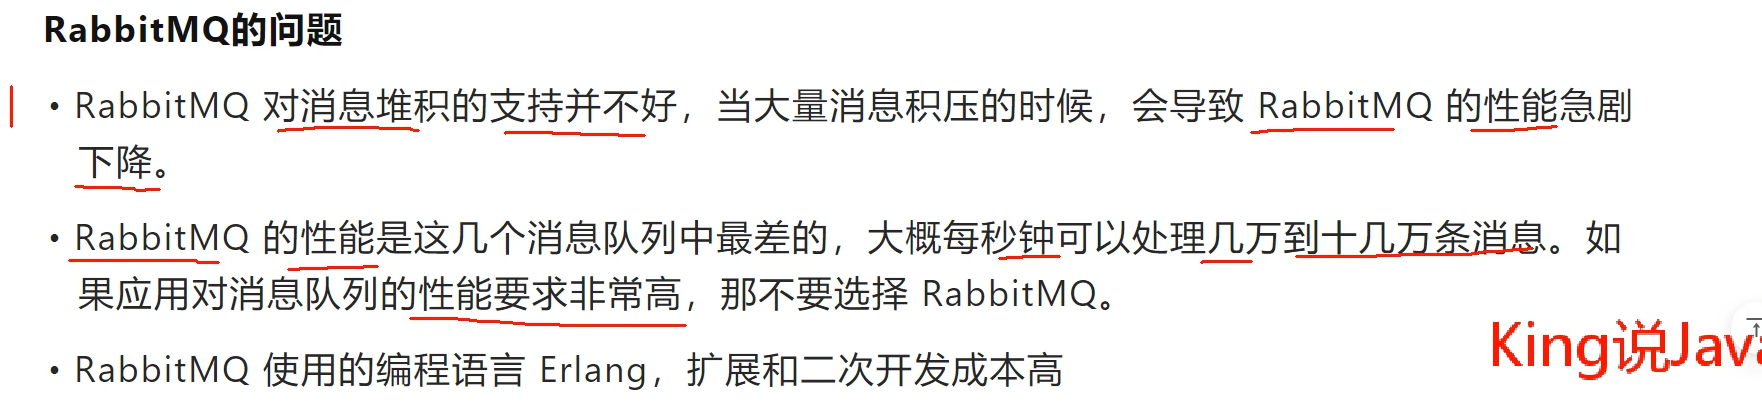 RabbitMQ的问题
• RabbitMQ 对消息堆积的支持并不好，当大量消息积压的时候，会导致 RabbitMQ 的性能急剧
下降。
• RabbitMQ 的性能是这几个消息队列中最差的，大概每秒钟可以处理几万到十几万条消息。如
果应用对消息队列的性能要求非常高，那不要选择 RabbitMQ。
• RabbitMQ 使用的编程语言 Erlang，扩展和二次开发成本高
King说Java